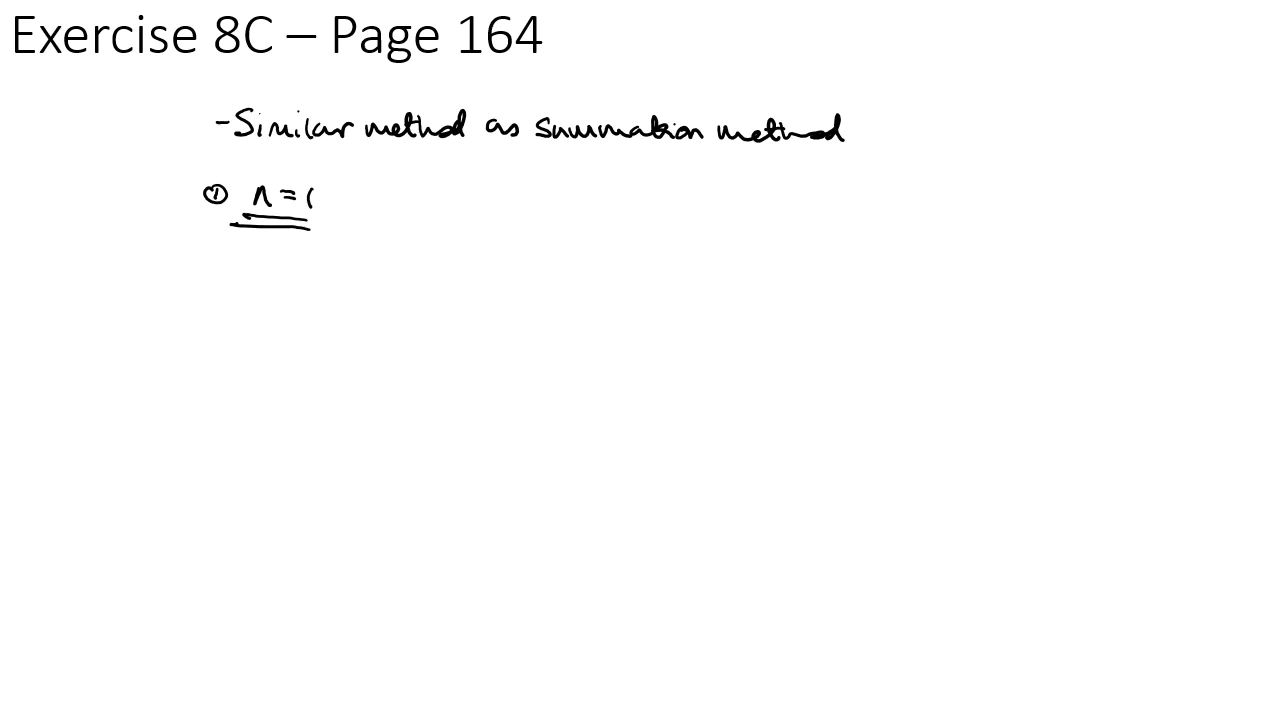 Exercise 8C – Page 164
-Similar method as summation method
① n=1